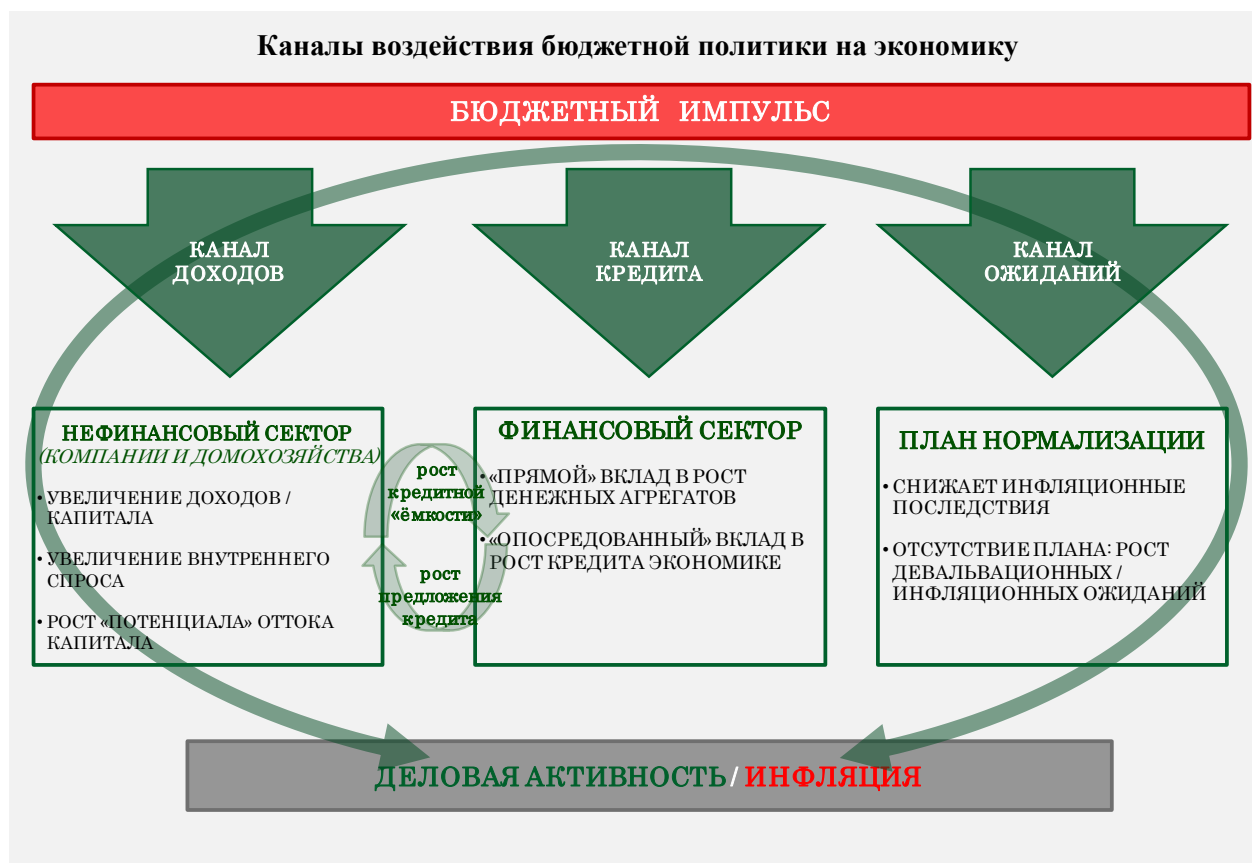 Каналы воздействия бюджетной политики на экономику
БЮДЖЕТНЫЙ ИМПУЛЬС
КАНАЛ
ДОХОДОВ
КАНАЛ
КРЕДИТА
КАНАЛ
ОЖИДАНИЙ
НЕФИНАНСОВЫЙ СЕКТОР
(КОМПАНИИ И ДОМОХОЗЯЙСТВА)
• УВЕЛИЧЕНИЕ ДОХОДОВ /
КАПИТАЛА
• УВЕЛИЧЕНИЕ ВНУТРЕННЕГО
СПРОСА
• РОСТ «ПОТЕНЦИАЛА» ОТТОКА
КАПИТАЛА
рост
кредитной
«ёмкости»
рост
предложения
кредита
ФИНАНСОВЫЙ СЕКТОР
• «ПРЯМОЙ» ВКЛАД В РОСТ
ДЕНЕЖНЫХ АГРЕГАТОВ
• «ОПОСРЕДОВАННЫЙ» ВКЛАД В
РОСТ КРЕДИТА ЭКОНОМИКЕ
ПЛАН НОРМАЛИЗАЦИИ
• СНИЖАЕТ ИНФЛЯЦИОННЫЕ
ПОСЛЕДСТВИЯ
• ОТСУТСТВИЕ ПЛАНА: РОСТ
ДЕВАЛЬВАЦИОННЫХ /
ИНФЛЯЦИОННЫХ ОЖИДАНИЙ
ДЕЛОВАЯ АКТИВНОСТЬ / ИНФЛЯЦИЯ